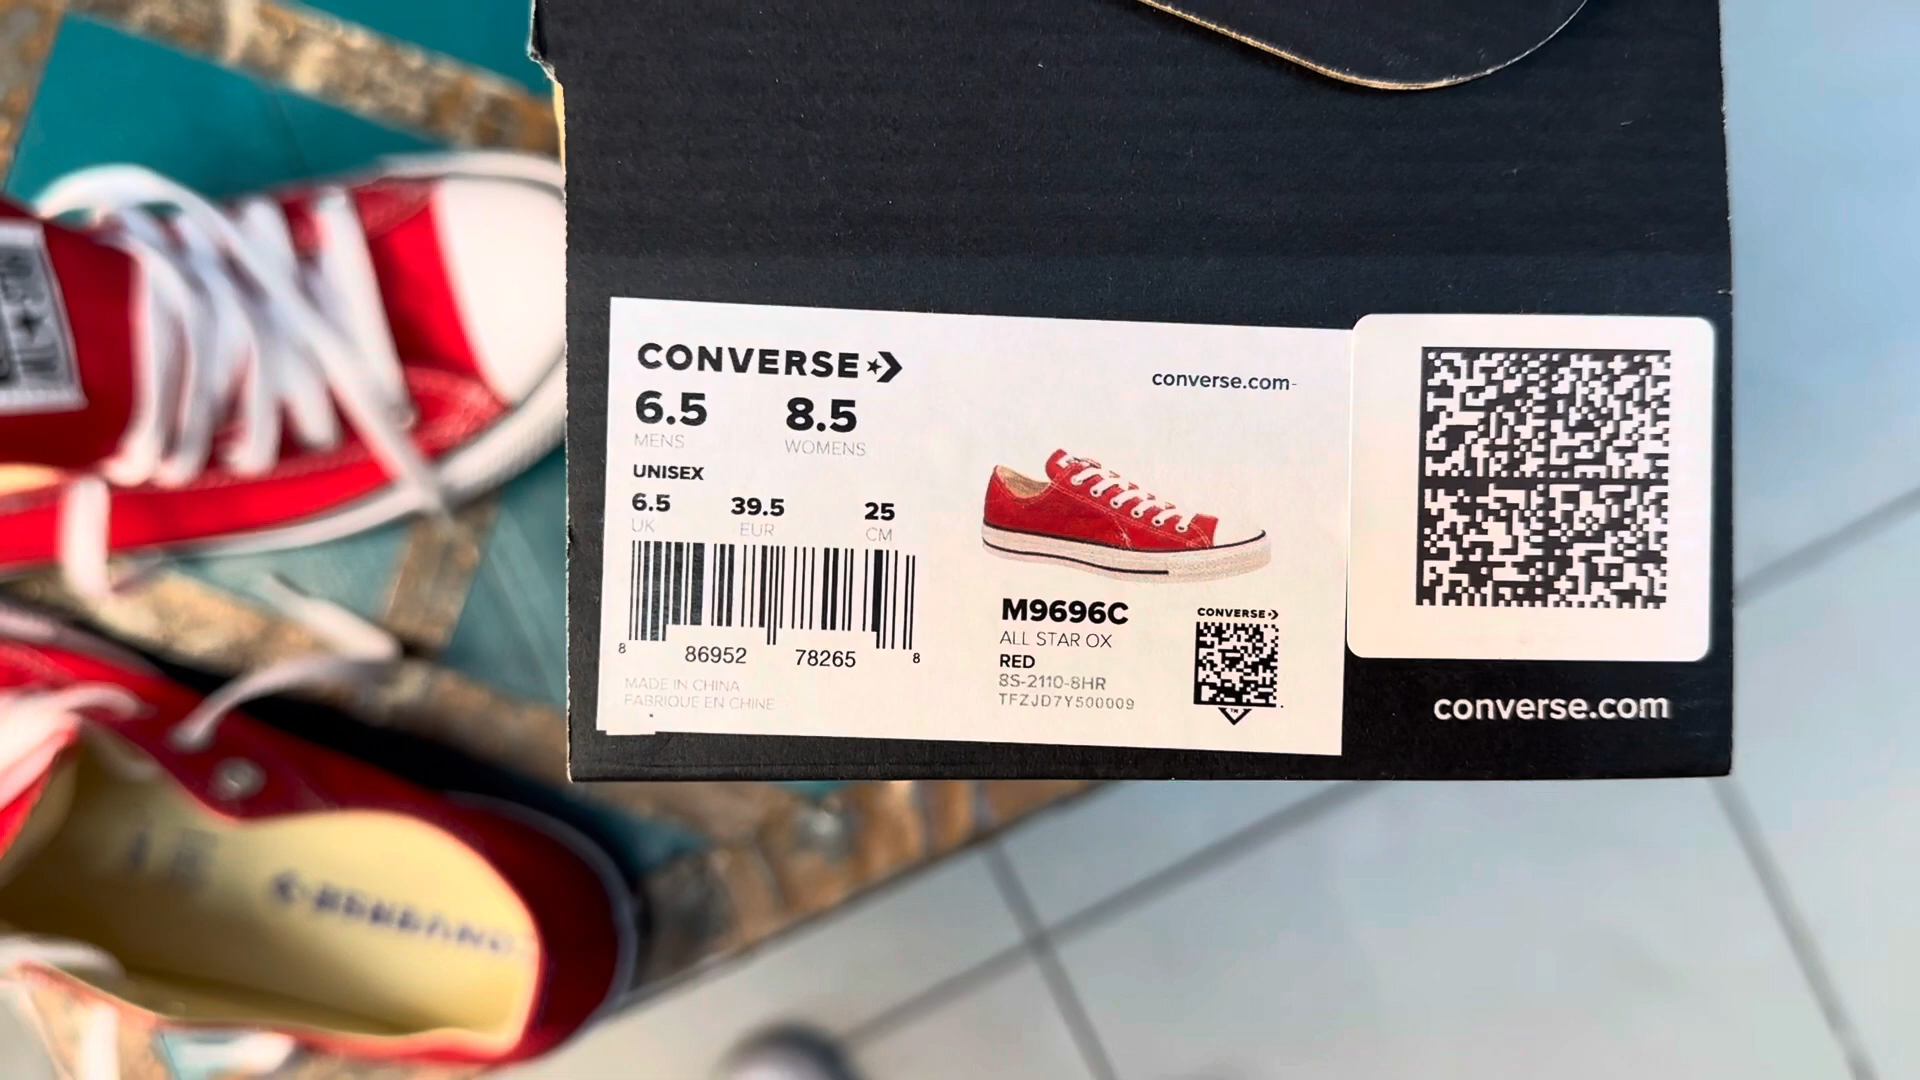 CONVERSE
converse.com-
6.5 8.5
MENS WOMENS
UNISEX
6.5 39.5 25
UK EUR CM
8 86952 78265 8
MADE IN CHINA
FABRIQUE EN CHINE
M9696C
ALL STAR OX
RED
8S-2110-8HR
TFZJD7Y500009
CONVERSE
TM
converse.com
CONVERSE